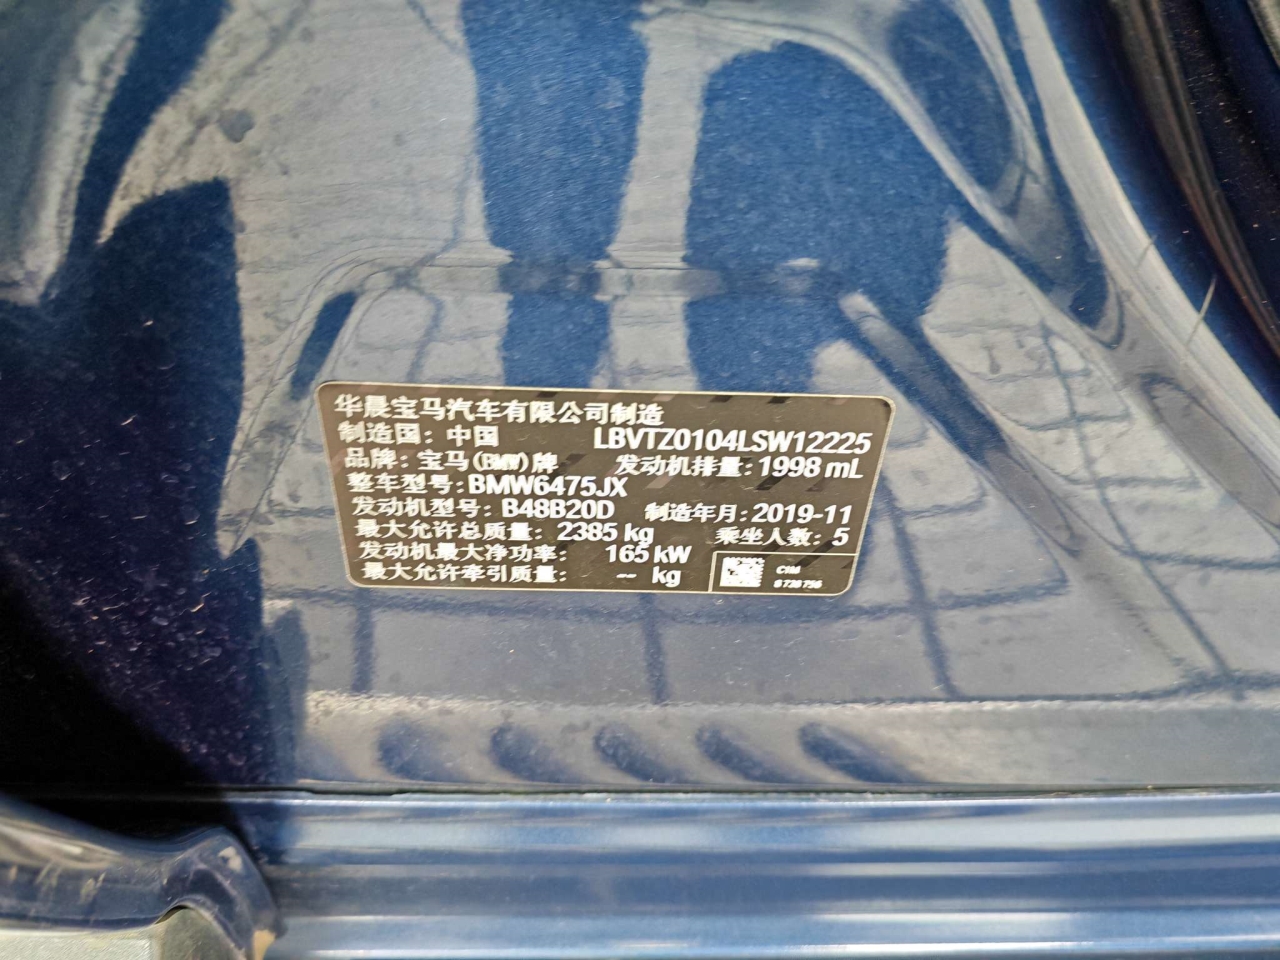 华晨宝马汽车有限公司制造
制造国：中国 LBVTZ0104LSW12225
品牌：宝马(BMW)牌 发动机排量：1998 mL
整车型号：BMW6475JX
发动机型号：B48B20D 制造年月：2019-11
最大允许总质量：2385 kg 乘坐人数：5
发动机最大净功率：165 kW
最大允许牵引质量：-- kg